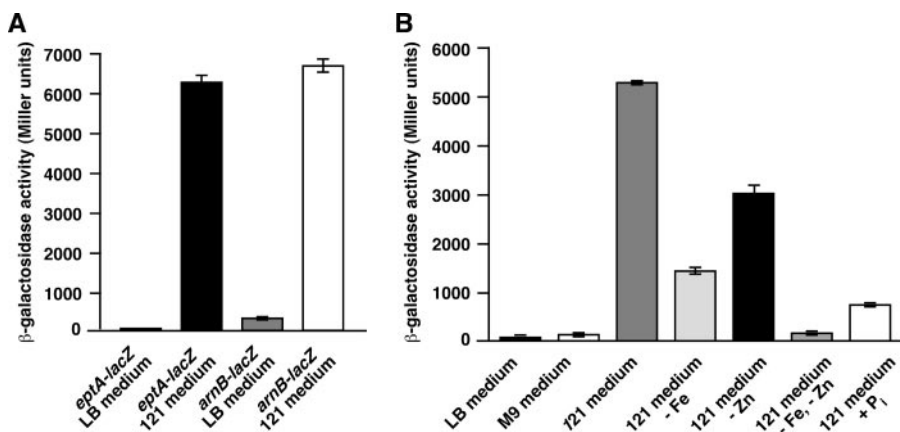 A
β-galactosidase activity (Miller units)
7000
6000
5000
4000
3000
2000
1000
0
eptA-lacZ
LB medium
eptA-lacZ
121 medium
arnB-lacZ
LB medium
arnB-lacZ
121 medium
B
β-galactosidase activity (Miller units)
6000
5000
4000
3000
2000
1000
0
LB medium
M9 medium
121 medium
121 medium
- Fe
121 medium
- Zn
121 medium
- Fe, - Zn
121 medium
+ Pi